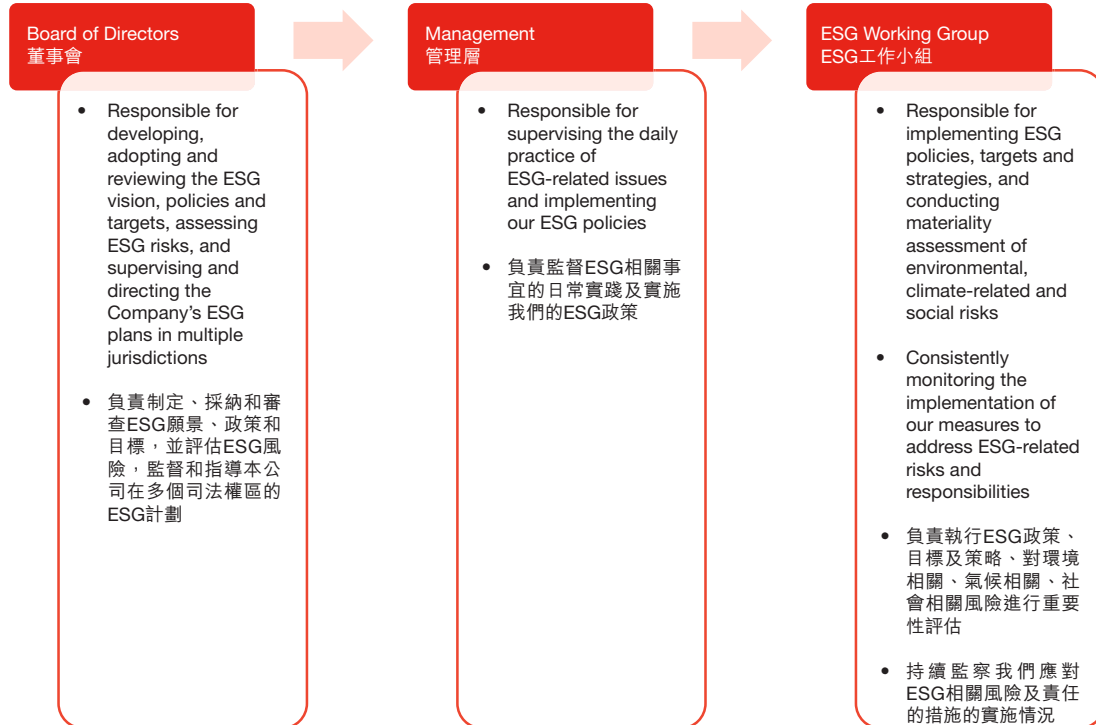 Board of Directors
董事會
• Responsible for
developing,
adopting and
reviewing the ESG
vision, policies and
targets, assessing
ESG risks, and
supervising and
directing the
Company’s ESG
plans in multiple
jurisdictions
• 負責制定、採納和審
查ESG願景、政策和
目標，並評估ESG風
險，監督和指導本公
司在多個司法權區的
ESG計劃
Management
管理層
• Responsible for
supervising the daily
practice of
ESG-related issues
and implementing
our ESG policies
• 負責監督ESG相關事
宜的日常實踐及實施
我們的ESG政策
ESG Working Group
ESG工作小組
• Responsible for
implementing ESG
policies, targets and
strategies, and
conducting
materiality
assessment of
environmental,
climate-related and
social risks
• Consistently
monitoring the
implementation of
our measures to
address ESG-related
risks and
responsibilities
• 負責執行ESG政策、
目標及策略、對環境
相關、氣候相關、社
會相關風險進行重要
性評估
• 持續監察我們應對
ESG相關風險及責任
的措施的實施情況